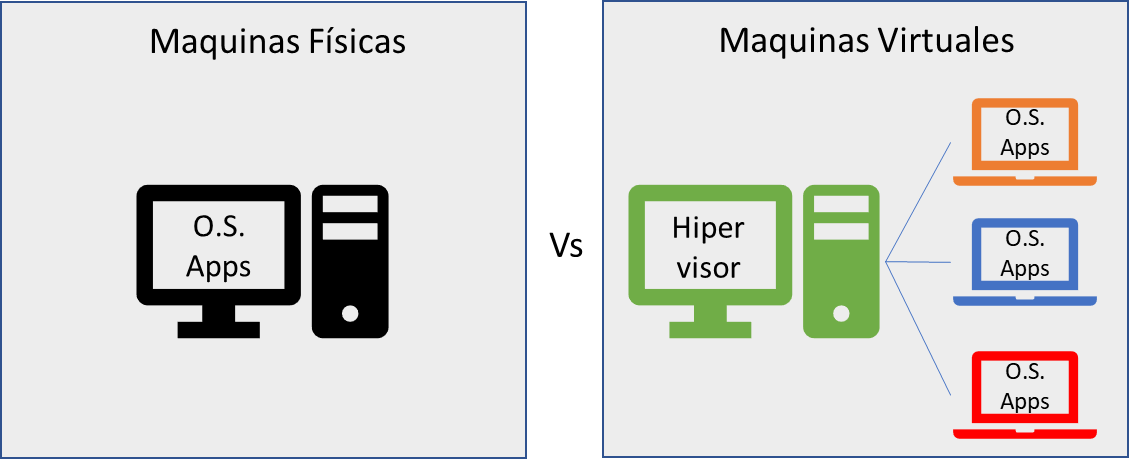 Maquinas Físicas
O.S.
Apps
Vs
Maquinas Virtuales
Hiper
visor
O.S.
Apps
O.S.
Apps
O.S.
Apps